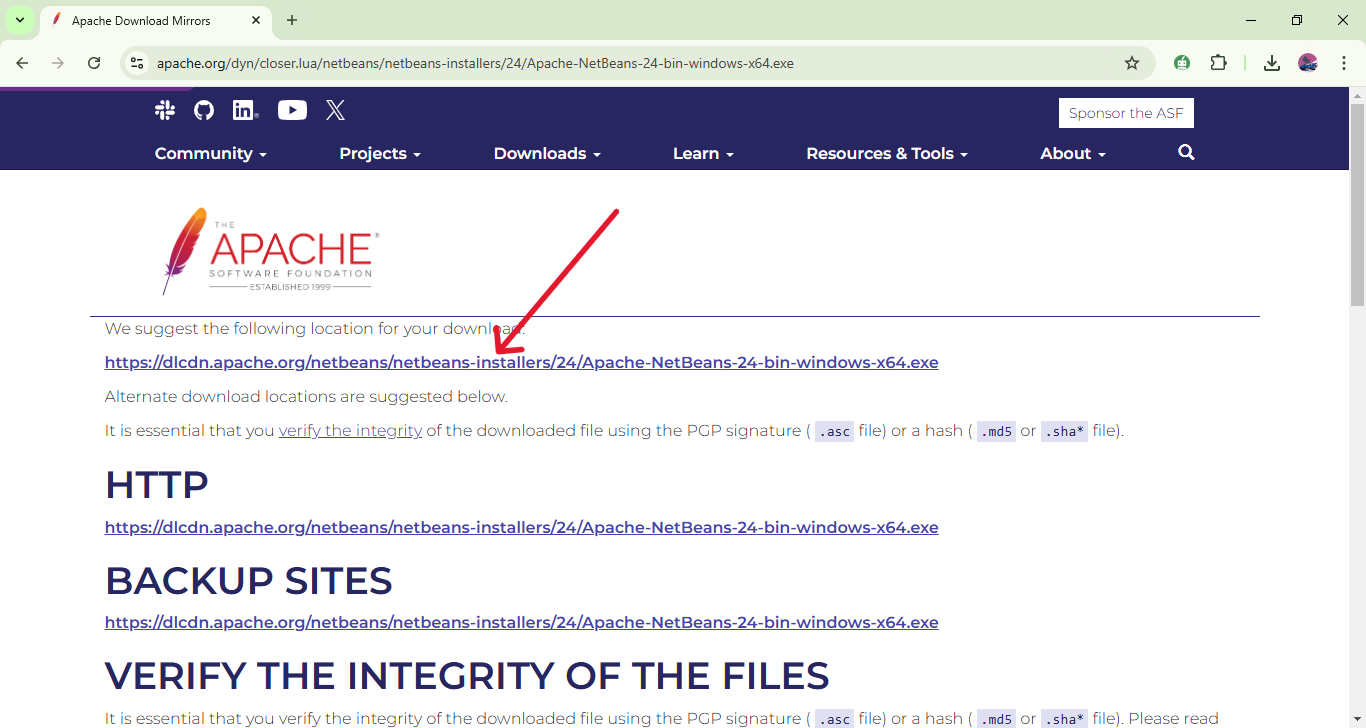 Apache Download Mirrors
apache.org/dyn/closer.lua/netbeans/netbeans-installers/24/Apache-NetBeans-24-bin-windows-x64.exe
in
Sponsor the ASF
Community Projects Downloads Learn Resources & Tools About
THE
APACHE®
SOFTWARE FOUNDATION
ESTABLISHED 1999
We suggest the following location for your download:
https://dlcdn.apache.org/netbeans/netbeans-installers/24/Apache-NetBeans-24-bin-windows-x64.exe
Alternate download locations are suggested below.
It is essential that you verify the integrity of the downloaded file using the PGP signature ( .asc file) or a hash ( .md5 or .sha* file).
HTTP
https://dlcdn.apache.org/netbeans/netbeans-installers/24/Apache-NetBeans-24-bin-windows-x64.exe
BACKUP SITES
https://dlcdn.apache.org/netbeans/netbeans-installers/24/Apache-NetBeans-24-bin-windows-x64.exe
VERIFY THE INTEGRITY OF THE FILES
It is essential that you verify the integrity of the downloaded file using the PGP signature ( .asc file) or a hash ( .md5 or .sha* file). Please read